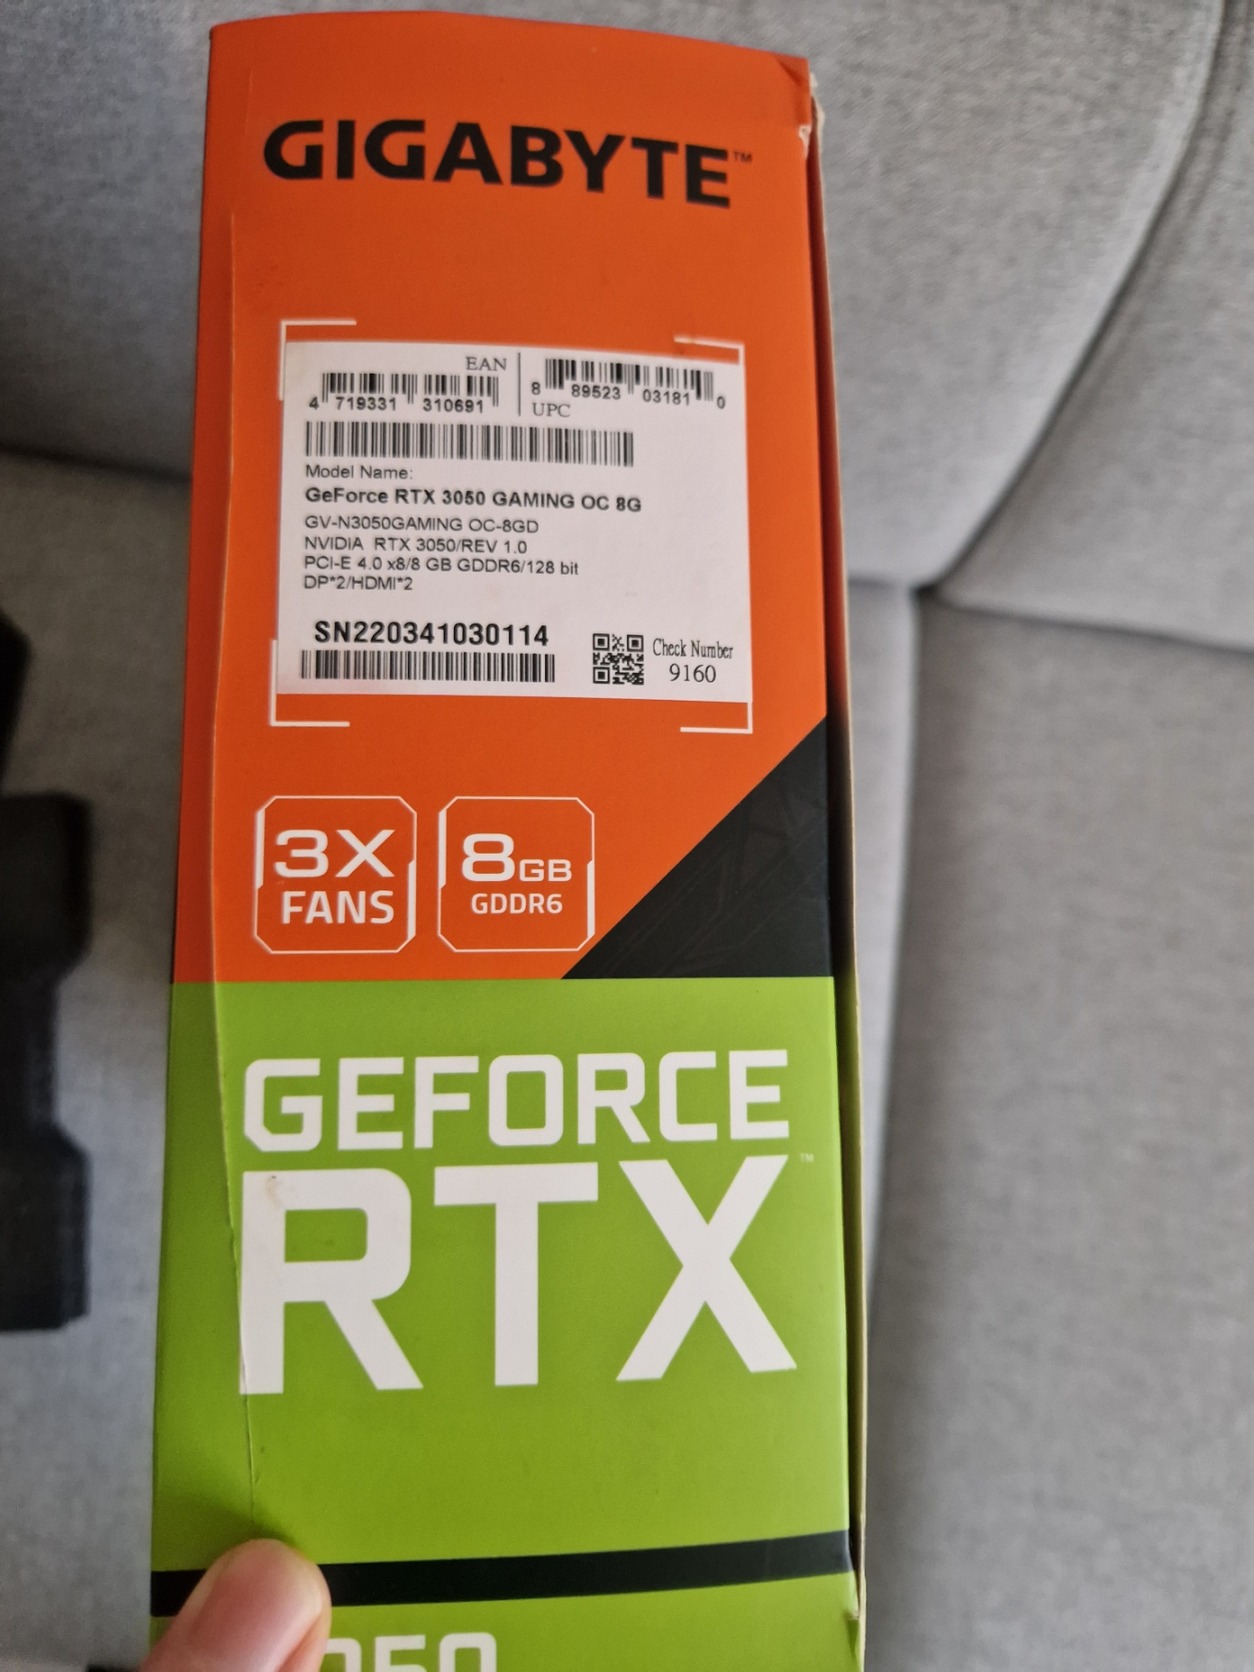 GIGABYTE™
EAN
4 719331 310691
8 89523 03181 0
UPC
Model Name:
GeForce RTX 3050 GAMING OC 8G
GV-N3050GAMING OC-8GD
NVIDIA RTX 3050/REV 1.0
PCI-E 4.0 x8/8 GB GDDR6/128 bit
DP*2/HDMI*2
SN220341030114
Check Number
9160
3X
FANS
8GB
GDDR6
GEFORCE
RTX™